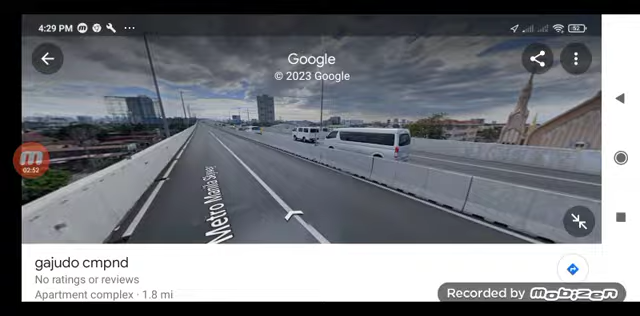 4:29 PM
52
Google
© 2023 Google
02:52
Metro Manila Skyway
gajudo cmpnd
No ratings or reviews
Apartment complex · 1.8 mi
Recorded by mobizen